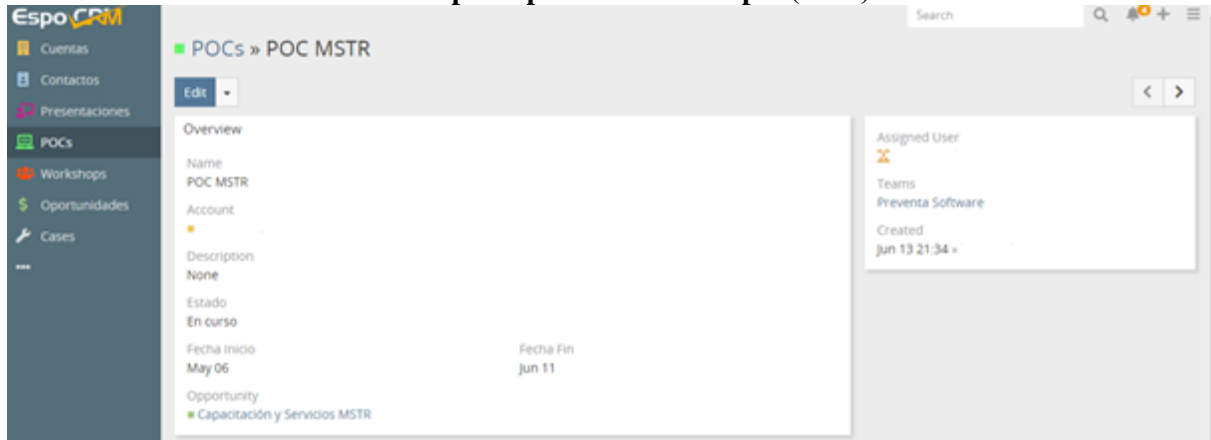 EspoCRM
Search
4
Cuentas
Contactos
Presentaciones
POCs
Workshops
Oportunidades
Cases
POCs » POC MSTR
Edit
Overview
Name
POC MSTR
Account
Description
None
Estado
En curso
Fecha Inicio
Fecha Fin
May 06
Jun 11
Opportunity
Capacitación y Servicios MSTR
Assigned User
Teams
Preventa Software
Created
Jun 13 21:34 »